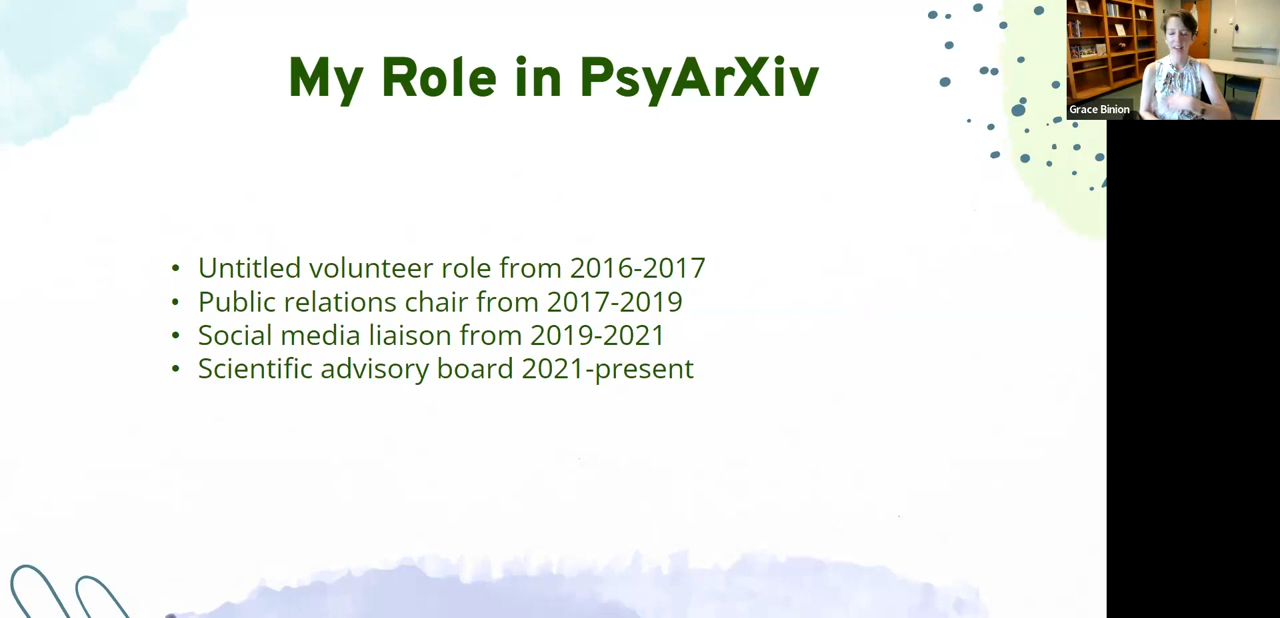 My Role in PsyArXiv
Grace Binion
• Untitled volunteer role from 2016-2017
• Public relations chair from 2017-2019
• Social media liaison from 2019-2021
• Scientific advisory board 2021-present